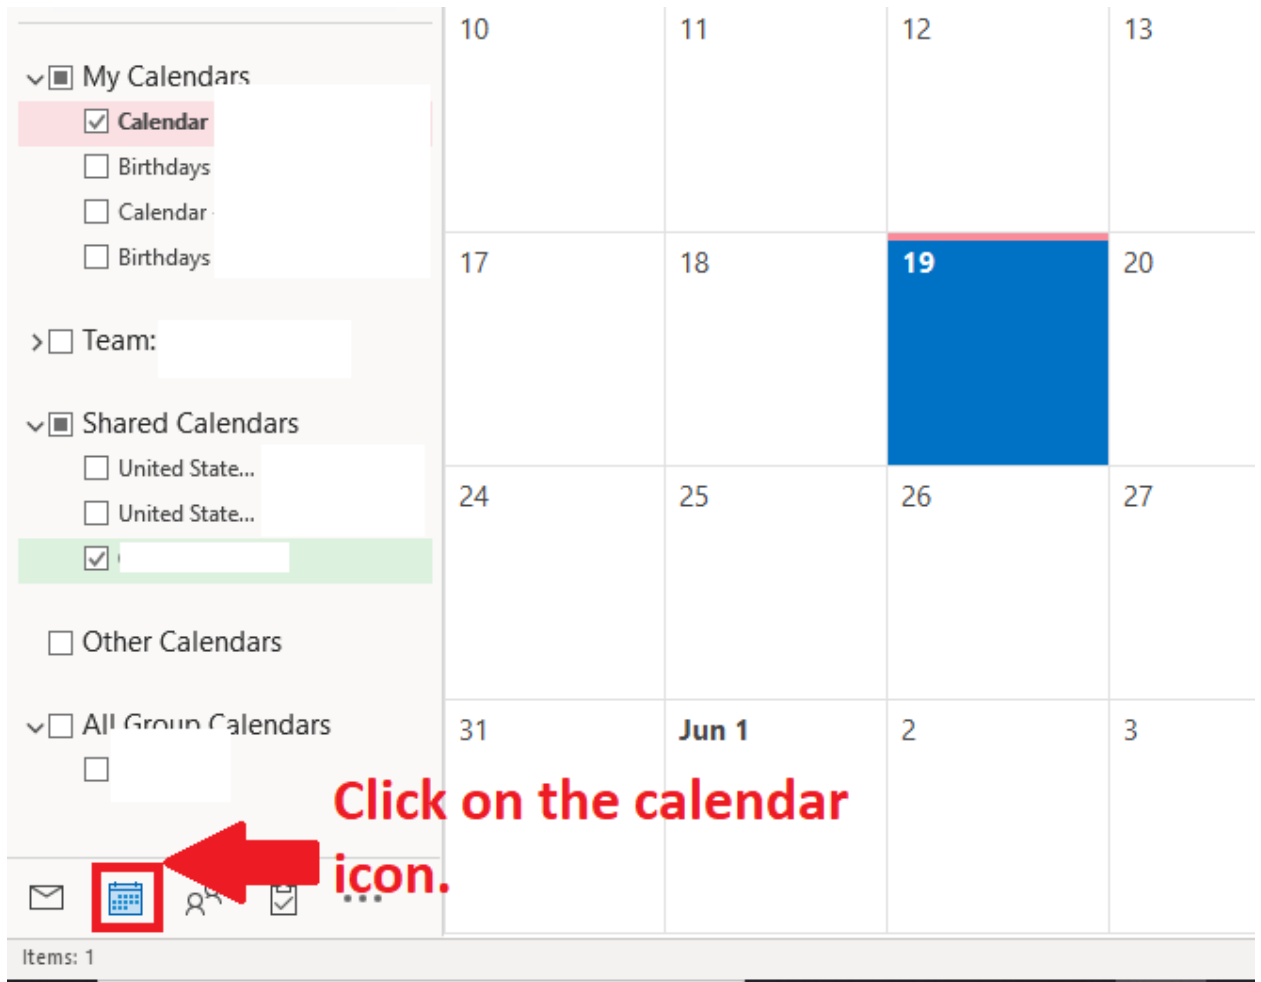 My Calendars
Calendar
Birthdays
Calendar
Birthdays
Team:
Shared Calendars
United State...
United State...
Other Calendars
All Group Calendars
10 11 12 13
17 18 19 20
24 25 26 27
31 Jun 1 2 3
Click on the calendar
icon.
Items: 1